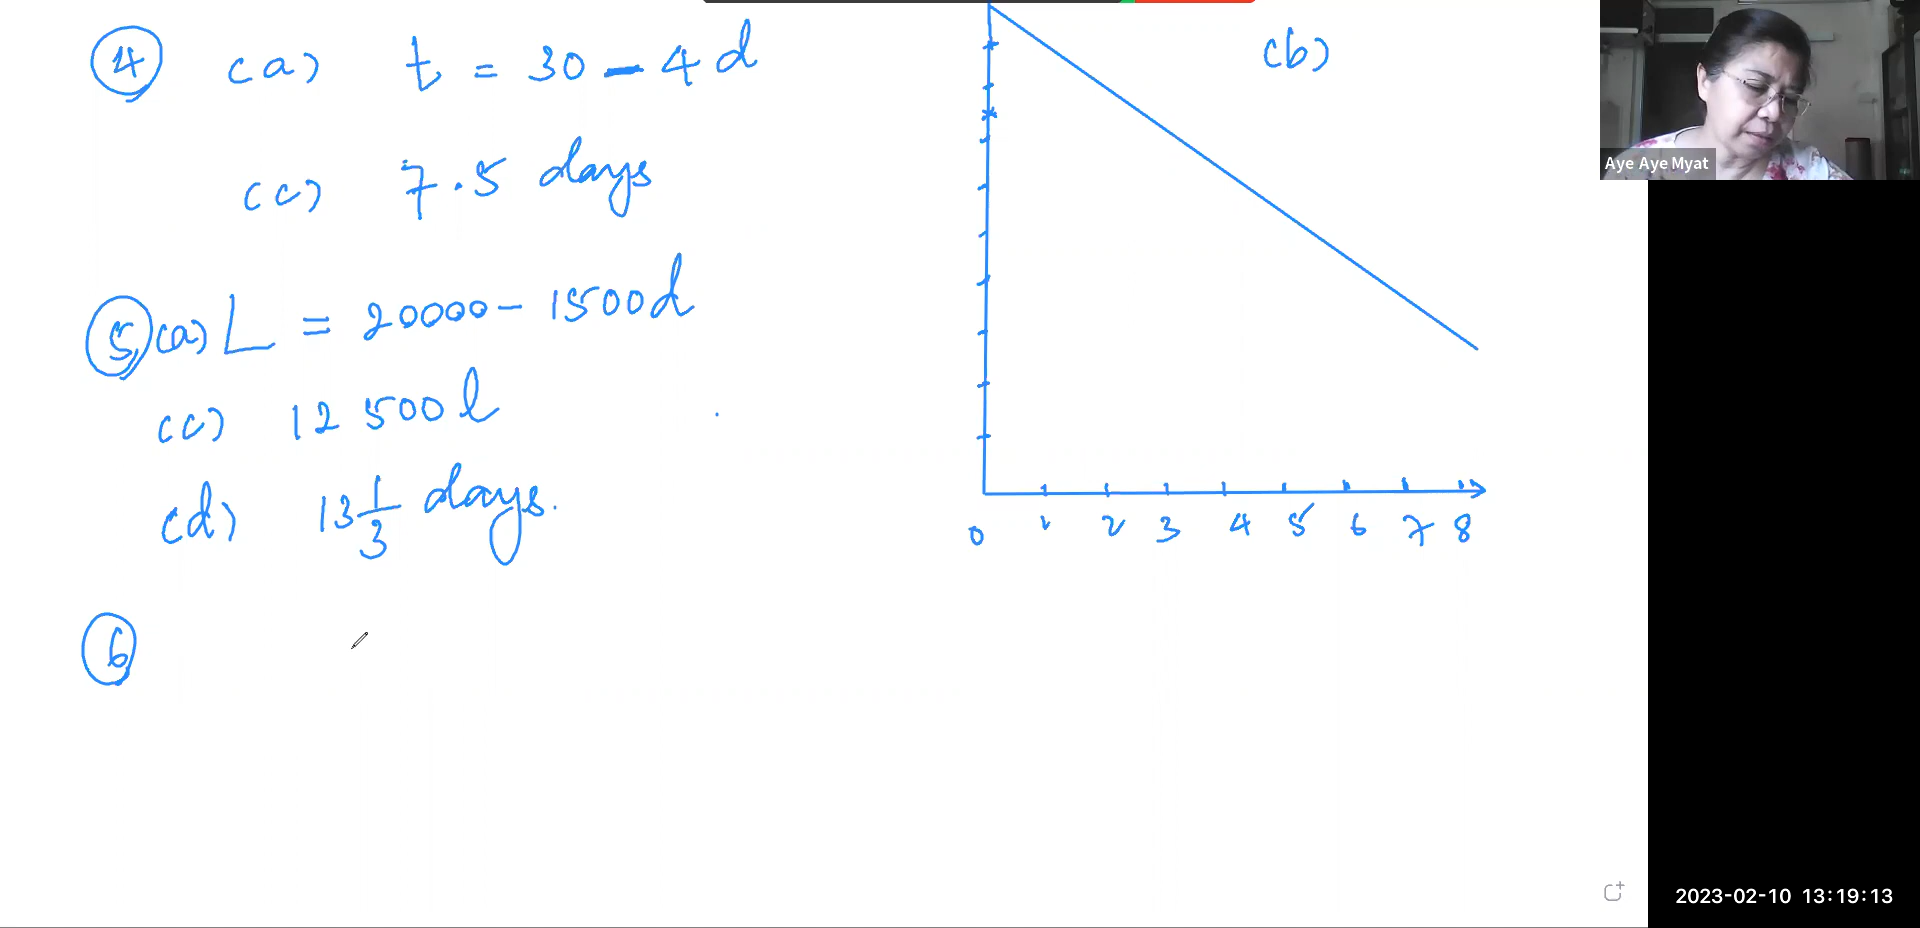 4 (a) t = 30 - 4d
(c) 7.5 days
5 (a) L = 20000 - 1500d
(c) 12 500 l
(d) 13 1/3 days.
6
(b)
0 1 2 3 4 5 6 7 8
Aye Aye Myat
2023-02-10 13:19:13